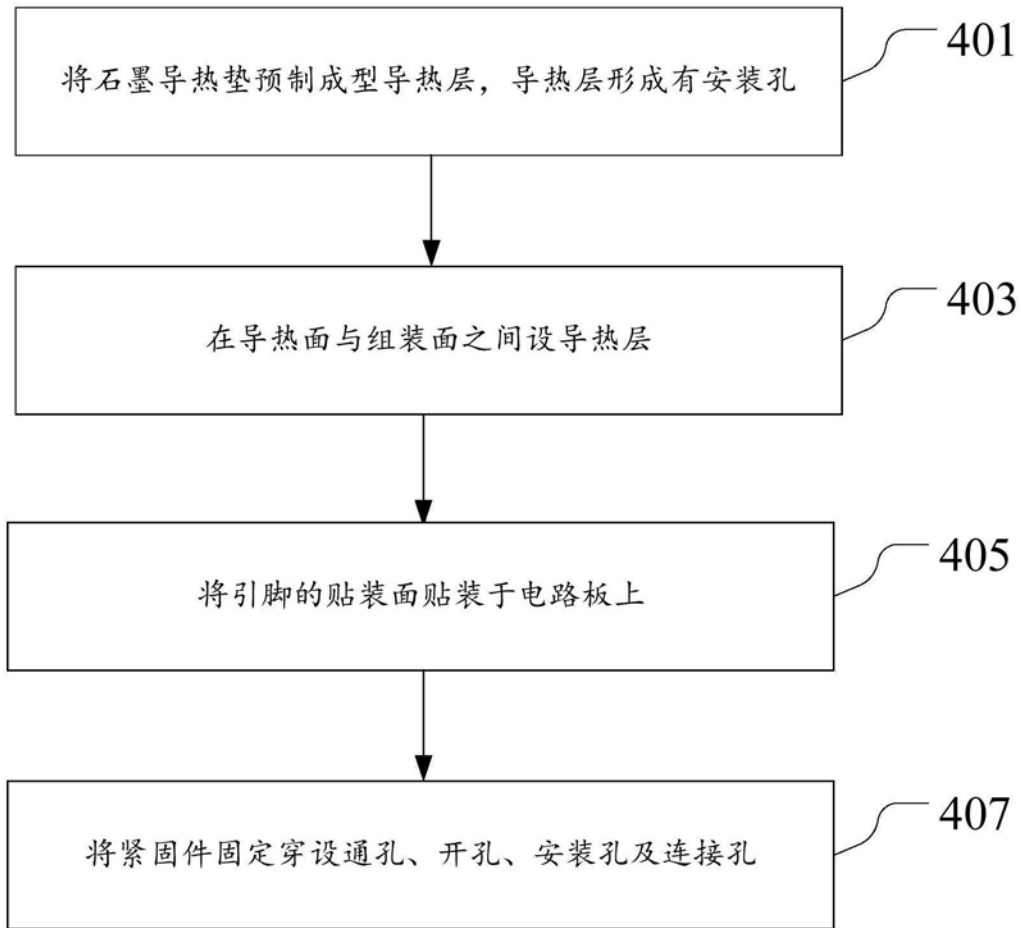 将石墨导热垫预制成型导热层，导热层形成有安装孔
401
在导热面与组装面之间设导热层
403
将引脚的贴装面贴装于电路板上
405
将紧固件固定穿设通孔、开孔、安装孔及连接孔
407